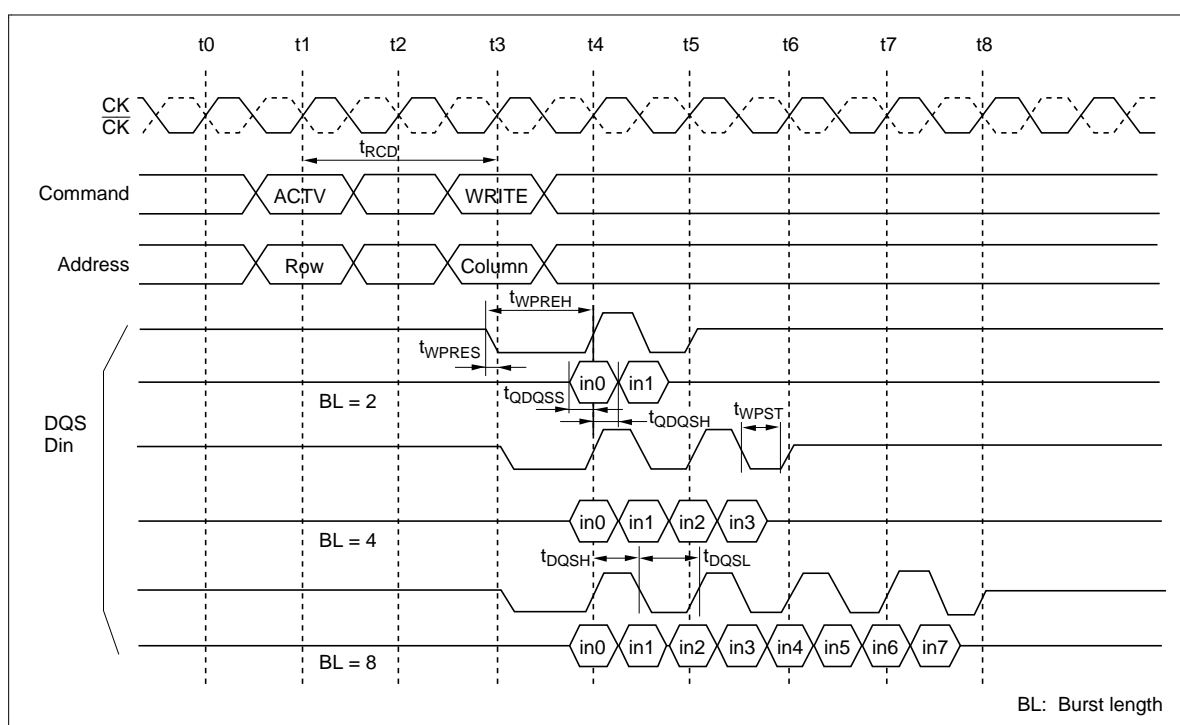 t0 t1 t2 t3 t4 t5 t6 t7 t8
CK
CK
tRCD
Command ACTV WRITE
Address Row Column
tWPREH
tWPRES
in0 in1
BL = 2
tQDQSS
tQDQSH
tWPST
DQS
Din
in0 in1 in2 in3
BL = 4
tDQSH tDQSL
in0 in1 in2 in3 in4 in5 in6 in7
BL = 8
BL: Burst length